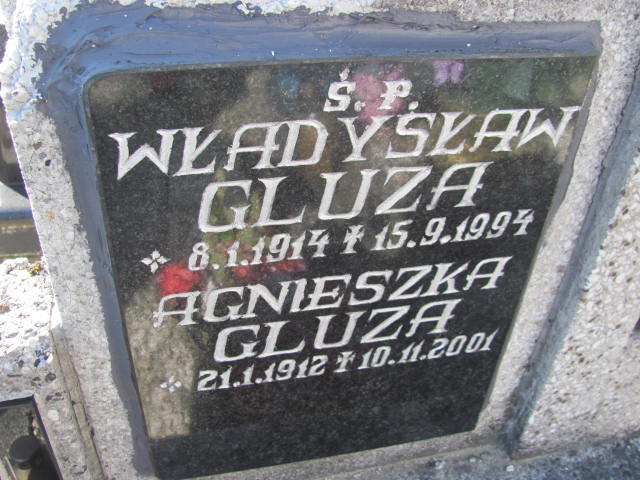 Ś. P.
WŁADYSŁAW
GLUZA
8.1.1914 ✝ 15.9.1994
AGNIESZKA
GLUZA
21.1.1912 ✝ 10.11.2001